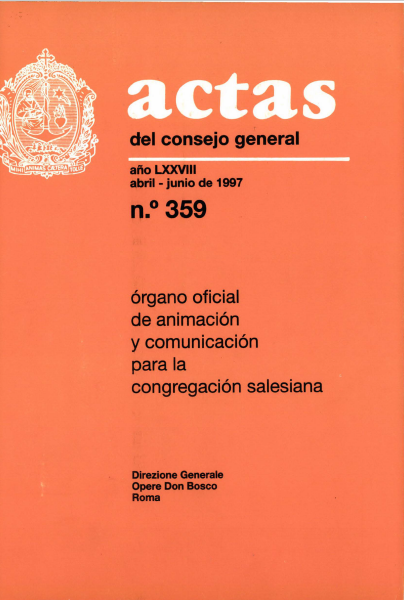 actas
del consejo general
año LXXVIII
abril - junio de 1997
n.º 359
órgano oficial
de animación
y comunicación
para la
congregación salesiana
Direzione Generale
Opere Don Bosco
Roma